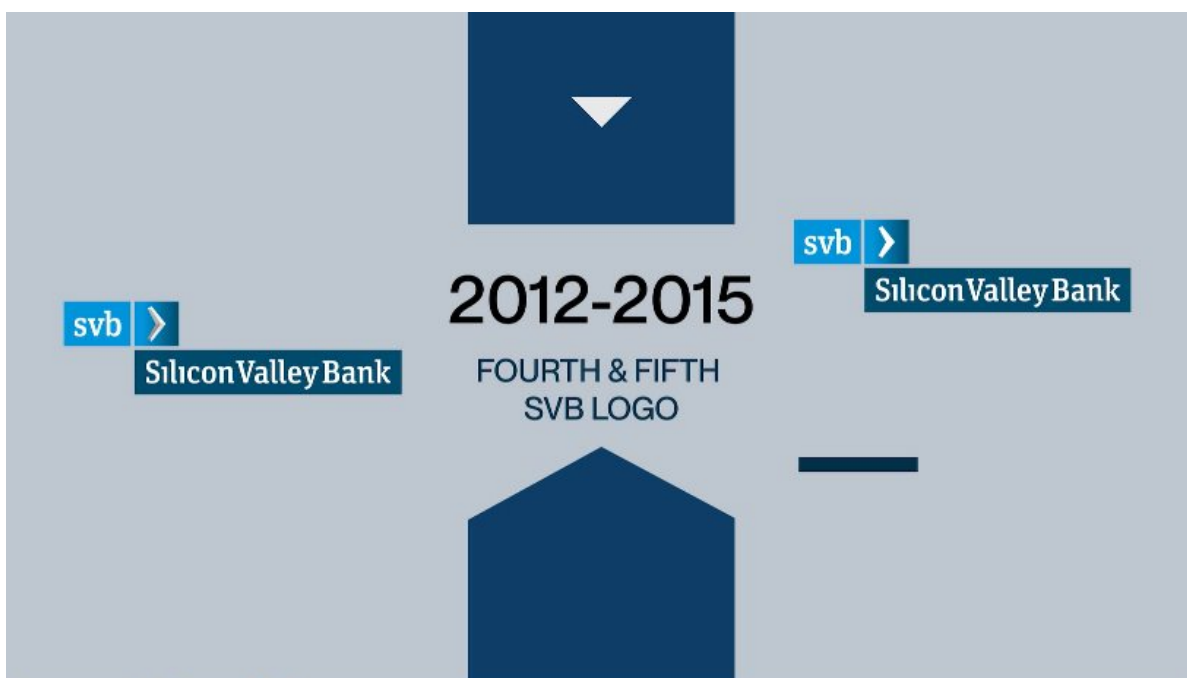 svb
Silicon Valley Bank
2012-2015
FOURTH & FIFTH
SVB LOGO
svb
Silicon Valley Bank